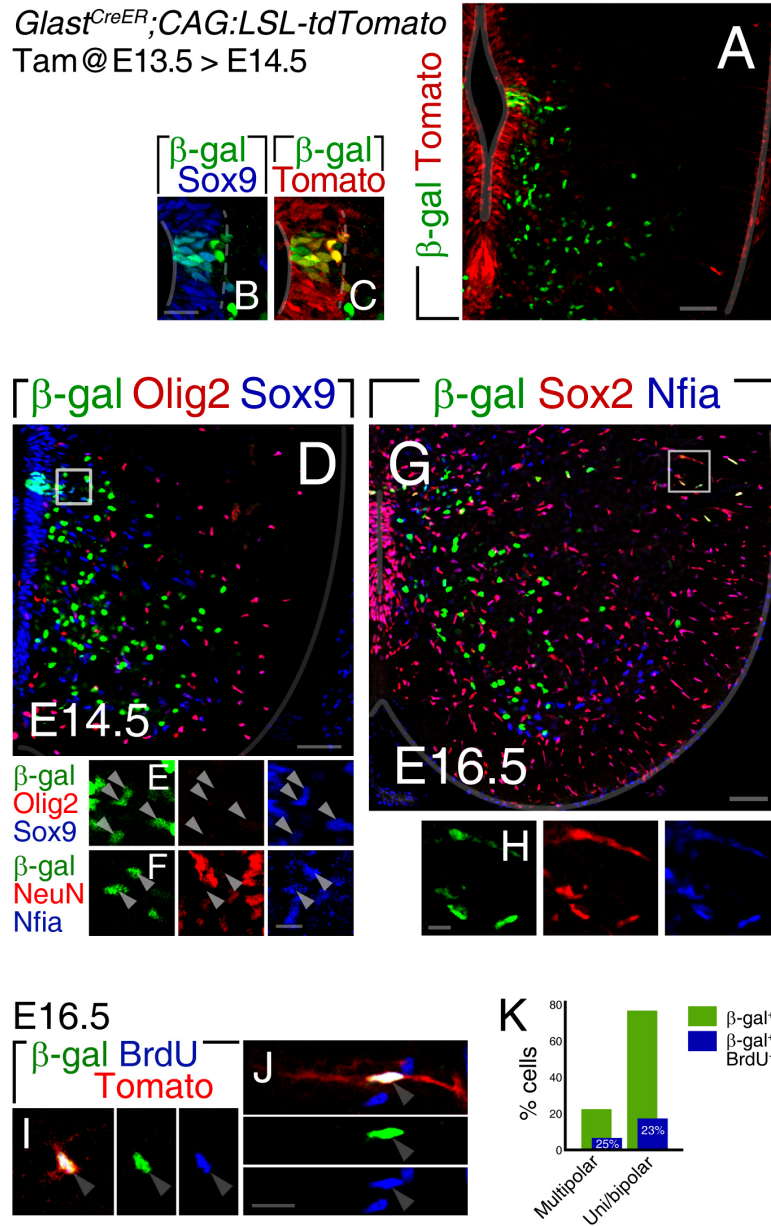 Glast^CreER;CAG:LSL-tdTomato
Tam@E13.5 > E14.5
β-gal Tomato
A
β-gal
Sox9
B
β-gal
Tomato
C
β-gal Olig2 Sox9
D
E14.5
β-gal
Olig2
Sox9
E
β-gal
NeuN
Nfia
F
β-gal Sox2 Nfia
G
E16.5
H
E16.5
β-gal BrdU
Tomato
I
J
K
% cells
80
60
40
20
0
25%
23%
Multipolar
Uni/bipolar
β-gal⁺
β-gal⁺
BrdU⁺